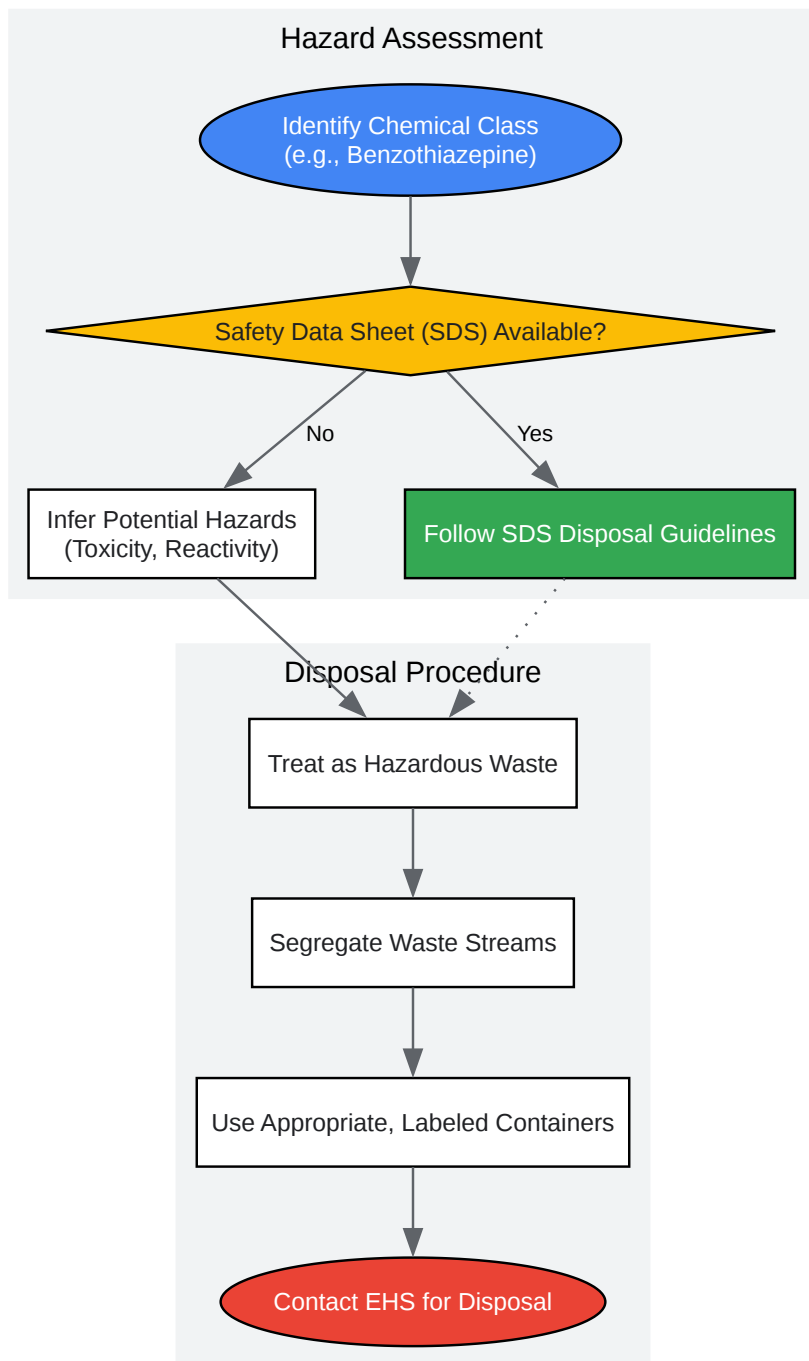 Hazard Assessment
Identify Chemical Class
(e.g., Benzothiazepine)
Safety Data Sheet (SDS) Available?
No
Yes
Infer Potential Hazards
(Toxicity, Reactivity)
Follow SDS Disposal Guidelines
Disposal Procedure
Treat as Hazardous Waste
Segregate Waste Streams
Use Appropriate, Labeled Containers
Contact EHS for Disposal